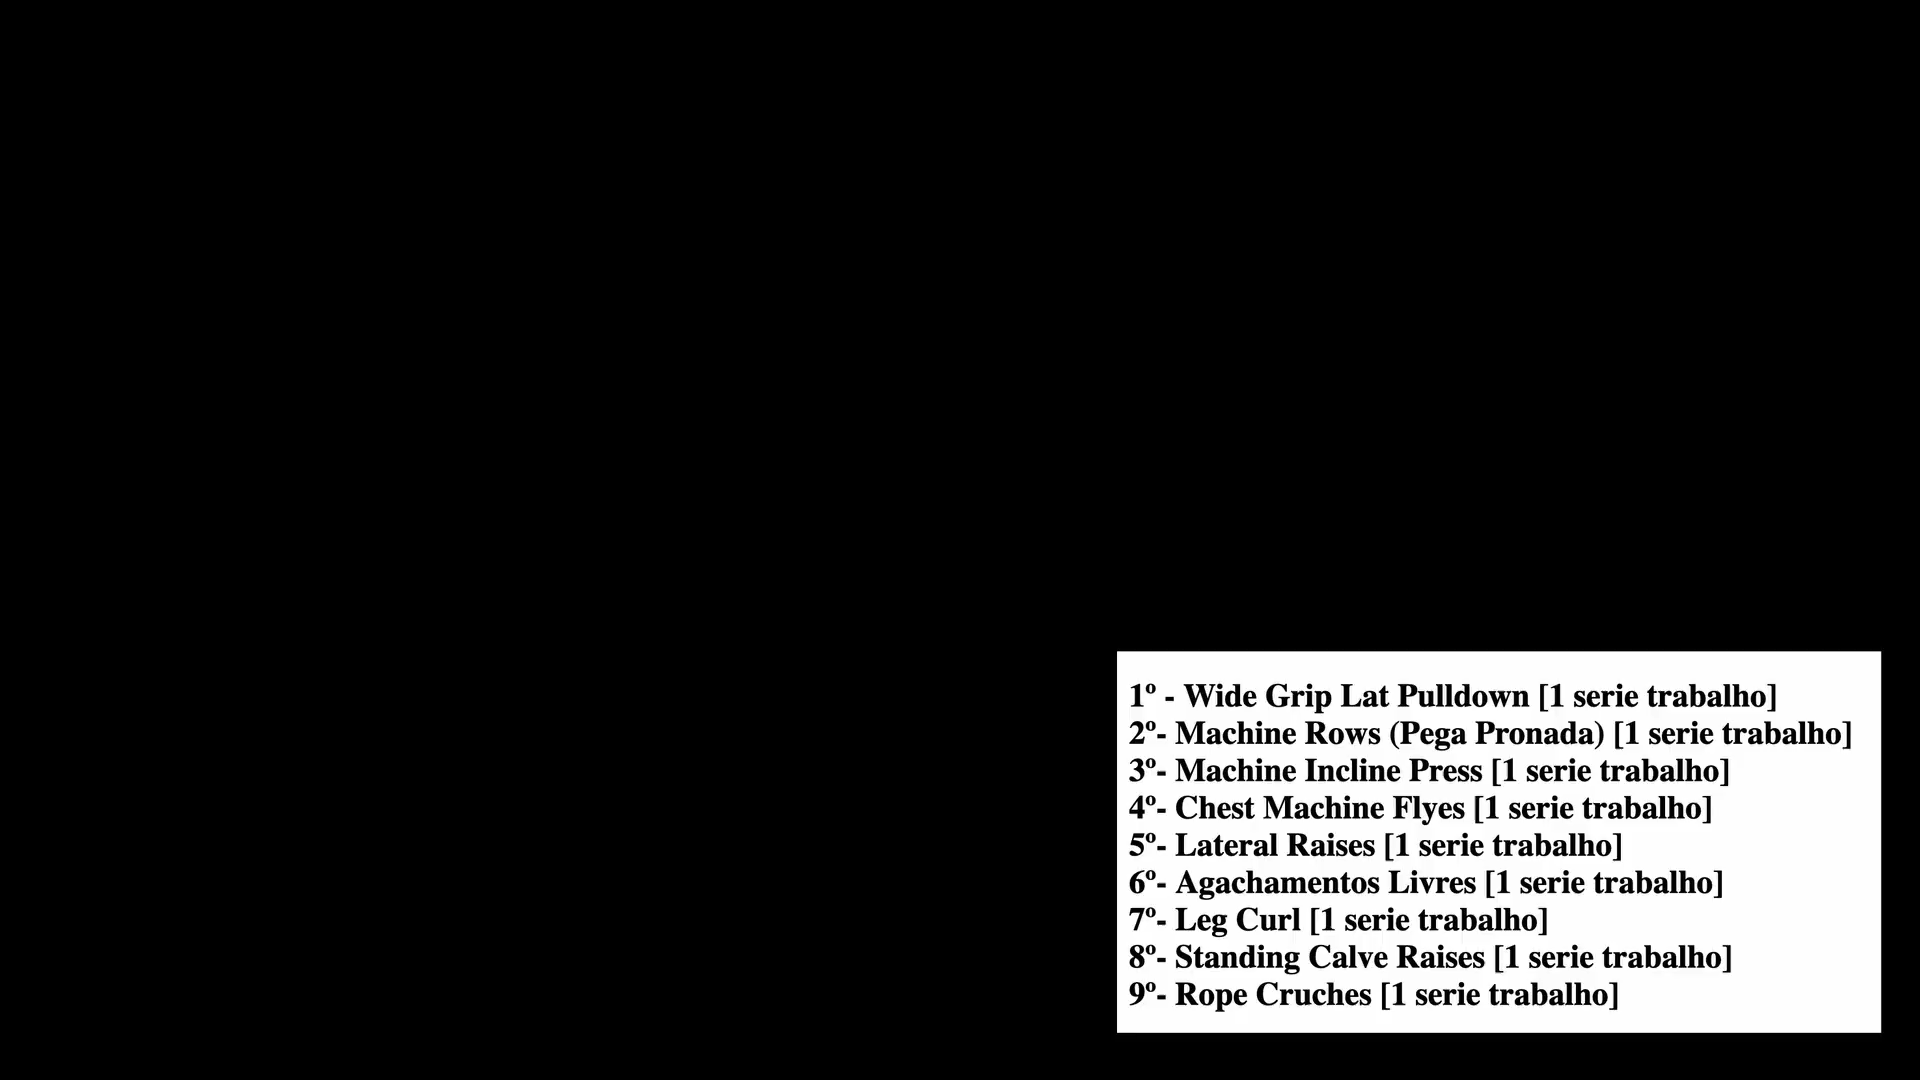 1º - Wide Grip Lat Pulldown [1 serie trabalho]
2º- Machine Rows (Pega Pronada) [1 serie trabalho]
3º- Machine Incline Press [1 serie trabalho]
4º- Chest Machine Flyes [1 serie trabalho]
5º- Lateral Raises [1 serie trabalho]
6º- Agachamentos Livres [1 serie trabalho]
7º- Leg Curl [1 serie trabalho]
8º- Standing Calve Raises [1 serie trabalho]
9º- Rope Cruches [1 serie trabalho]